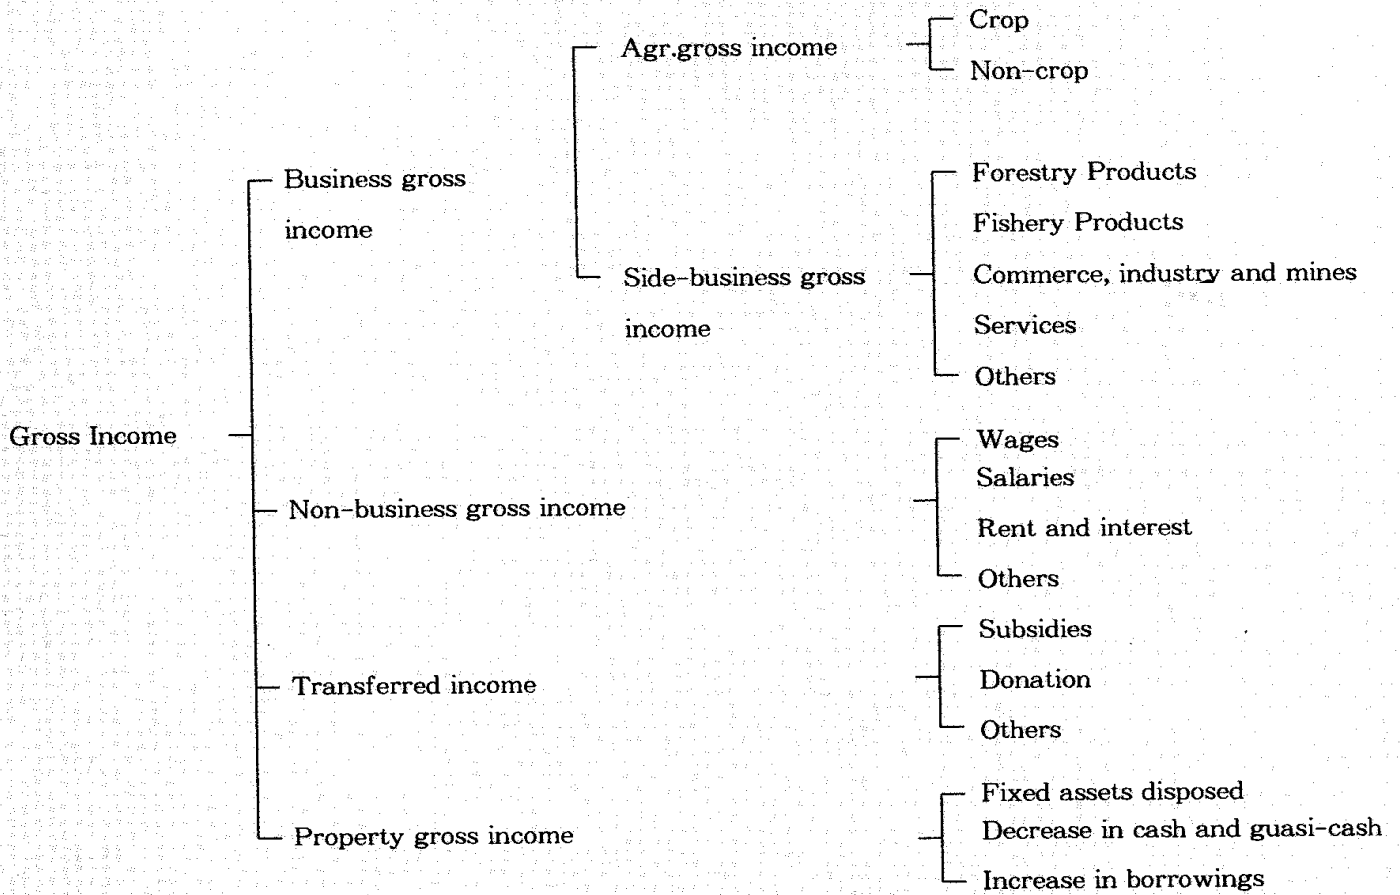 Crop
Agr.gross income
Non-crop
Business gross
income
Forestry Products
Fishery Products
Side-business gross
income
Commerce, industry and mines
Services
Others
Gross Income
Non-business gross income
Wages
Salaries
Rent and interest
Others
Transferred income
Subsidies
Donation
Others
Property gross income
Fixed assets disposed
Decrease in cash and guasi-cash
Increase in borrowings